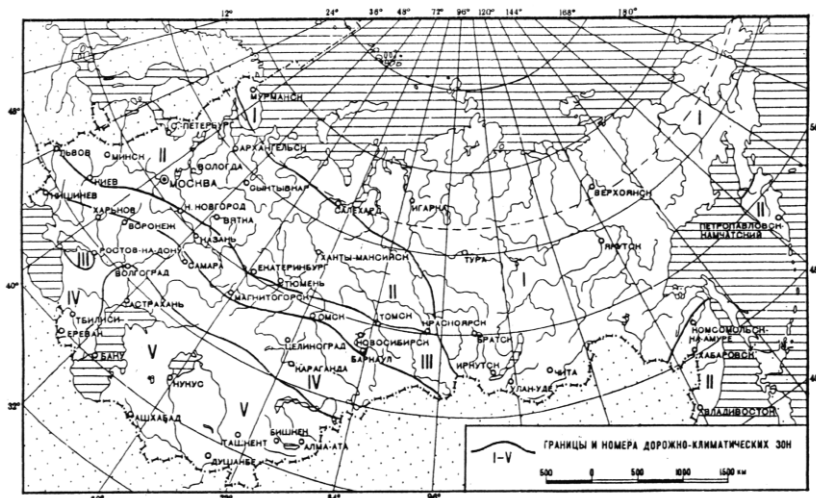 12°
24°
36°
48°
72°
96°
120°
144°
168°
180°
48°
МУРМАНСК
I
С.-ПЕТЕРБУРГ
II
АРХАНГЕЛЬСК
ЛЬВОВ
МИНСК
ВОЛОГДА
МОСКВА
СЫКТЫВКАР
КИЕВ
КИШИНЕВ
Н. НОВГОРОД
ВЯТКА
САЛЕХАРД
ИГАРКА
ВЕРХОЯНСК
I
II
ПЕТРОПАВЛОВСК-
КАМЧАТСКИЙ
ХАРЬКОВ
ВОРОНЕЖ
КАЗАНЬ
РОСТОВ-НА-ДОНУ
III
ВОЛГОГРАД
САМАРА
ЕКАТЕРИНБУРГ
ХАНТЫ-МАНСИЙСК
ТУРА
ЯКУТСК
ТЮМЕНЬ
МАГНИТОГОРСК
II
I
40°
IV
АСТРАХАНЬ
ТБИЛИСИ
ЕРЕВАН
БАКУ
ОМСК
ТОМСК
КРАСНОЯРСК
БРАТСК
ЦЕЛИНОГРАД
НОВОСИБИРСК
БАРНАУЛ
III
КАРАГАНДА
IV
ИРКУТСК
УЛАН-УДЕ
ЧИТА
КОМСОМОЛЬСК-
НА-АМУРЕ
ХАБАРОВСК
II
ВЛАДИВОСТОК
V
НУКУС
32°
АШХАБАД
V
ТАШКЕНТ
БИШКЕК
АЛМА-АТА
ДУШАНБЕ
ГРАНИЦЫ И НОМЕРА ДОРОЖНО-КЛИМАТИЧЕСКИХ ЗОН
I–V
500 0 500 1000 1500 КМ